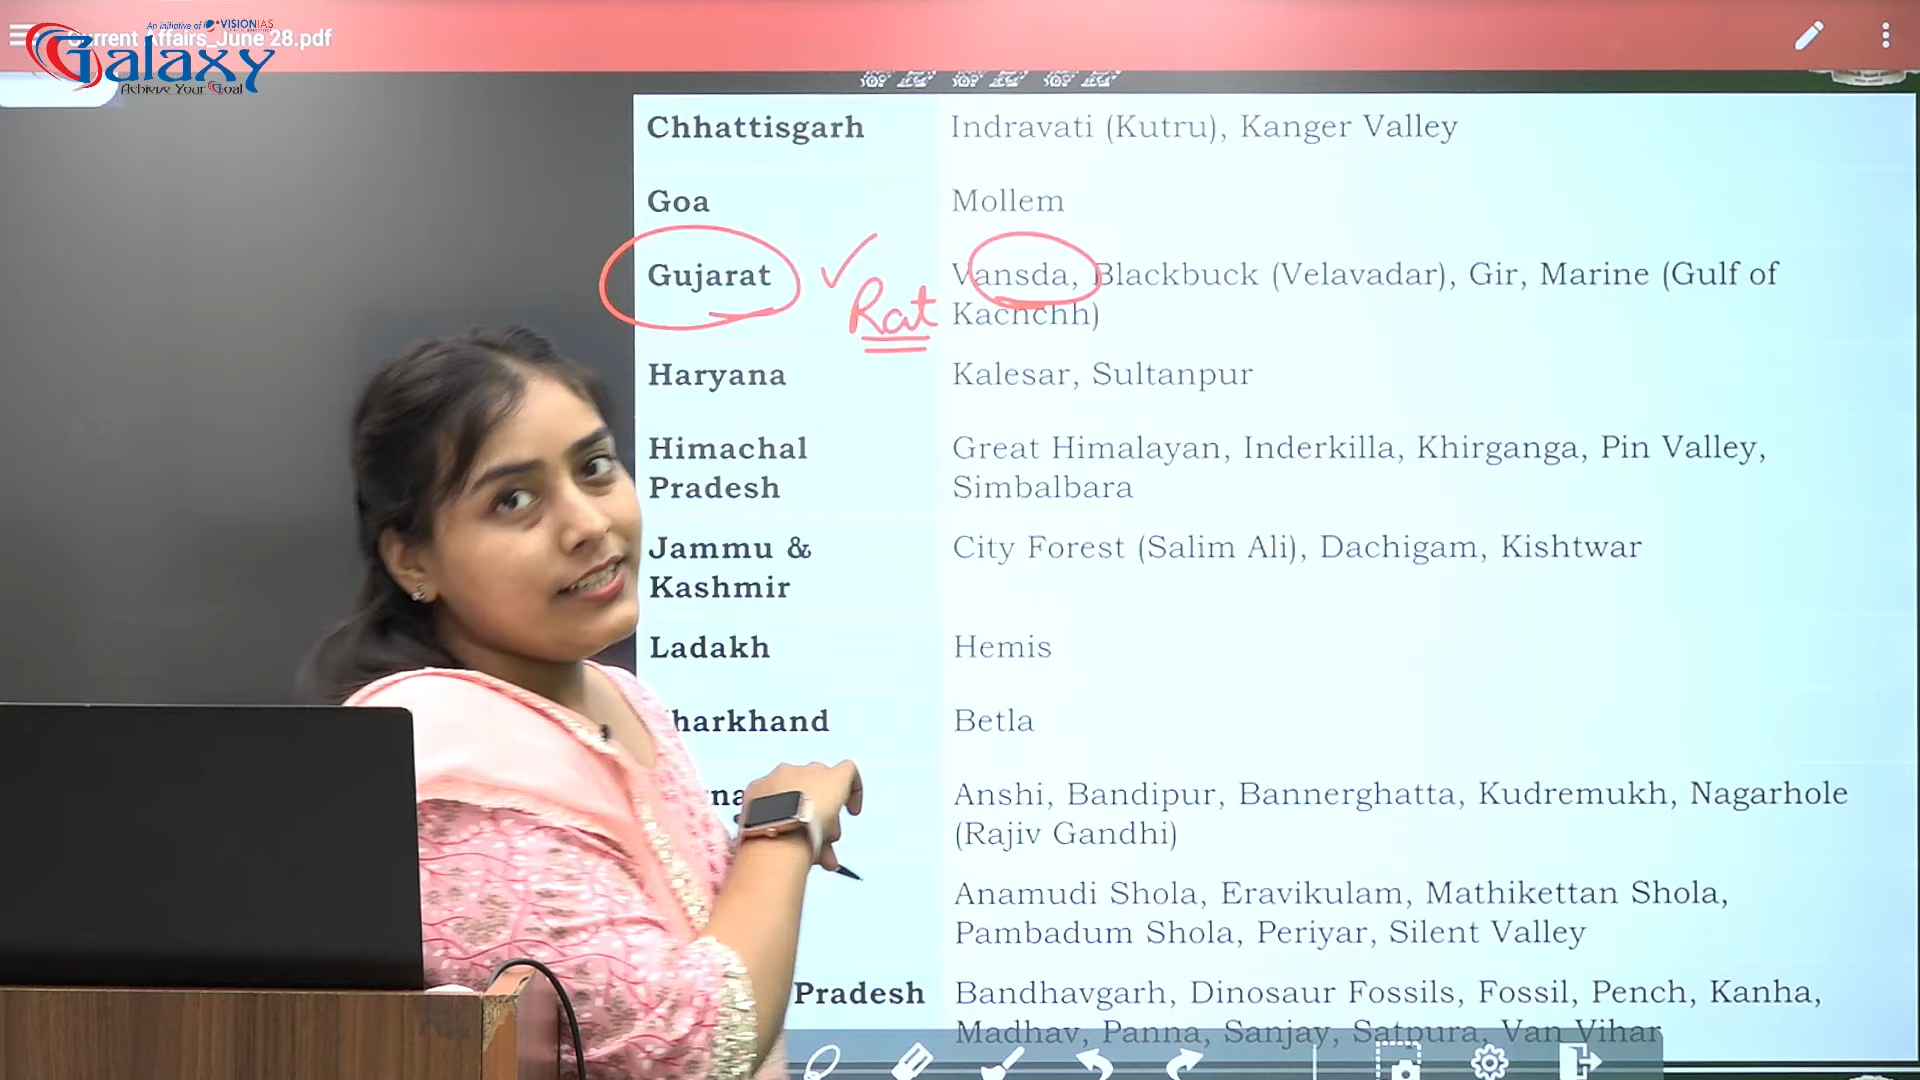 An initiative of VISIONIAS
Current Affairs_June 28.pdf
Galaxy
Achieve Your Goal
Chhattisgarh Indravati (Kutru), Kanger Valley
Goa Mollem
Gujarat Vansda, Blackbuck (Velavadar), Gir, Marine (Gulf of
Rat Kachchh)
Haryana Kalesar, Sultanpur
Himachal Great Himalayan, Inderkilla, Khirganga, Pin Valley,
Pradesh Simbalbara
Jammu & City Forest (Salim Ali), Dachigam, Kishtwar
Kashmir
Ladakh Hemis
harkhand Betla
na Anshi, Bandipur, Bannerghatta, Kudremukh, Nagarhole
(Rajiv Gandhi)
Anamudi Shola, Eravikulam, Mathikettan Shola,
Pambadum Shola, Periyar, Silent Valley
Pradesh Bandhavgarh, Dinosaur Fossils, Fossil, Pench, Kanha,
Madhav, Panna, Sanjay, Satpura, Van Vihar